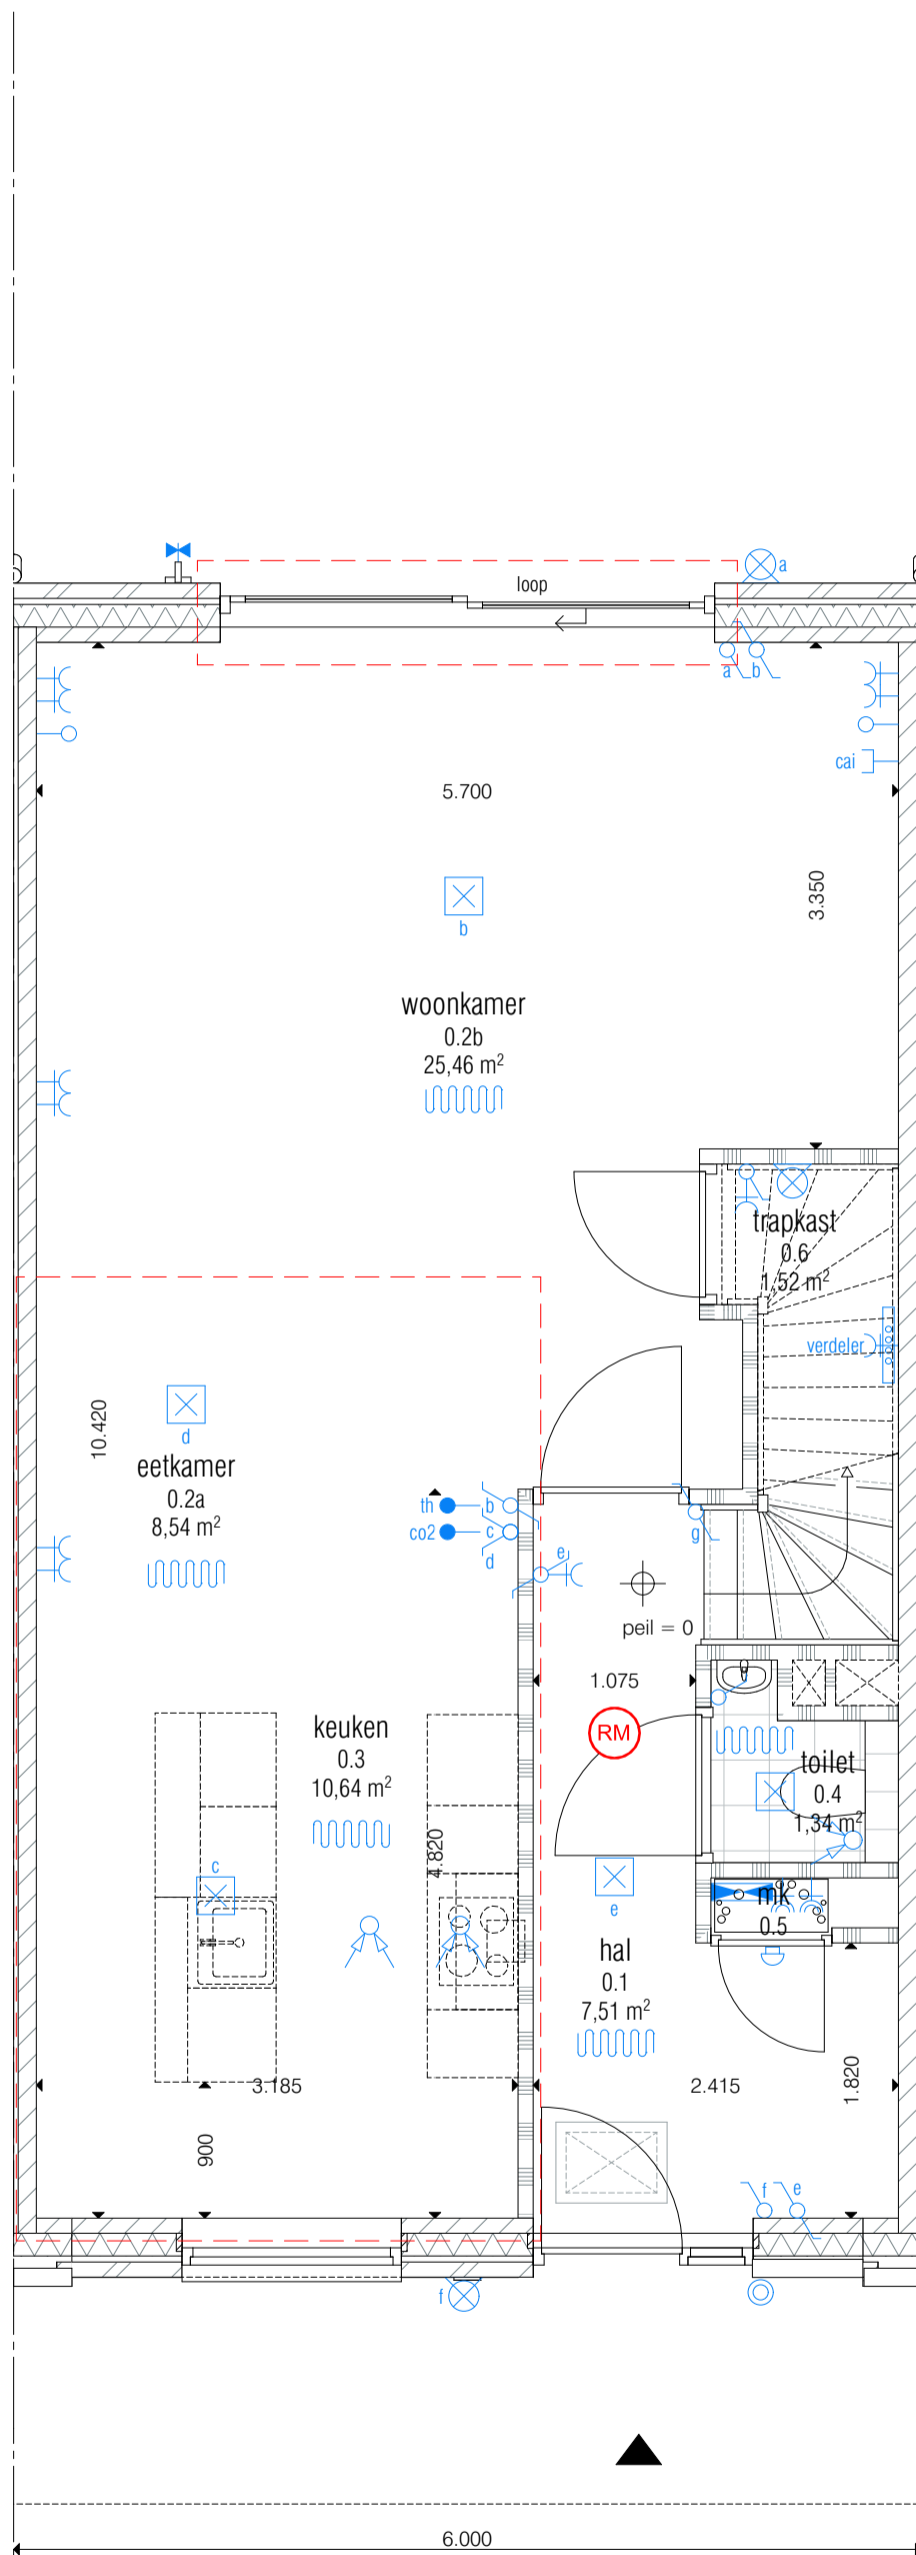 loop
a
a b
cai
5.700
3.350
b
woonkamer
0.2b
25,46 m²
trapkast
0.6
1,52 m²
verdeler
10.420
d
eetkamer
0.2a
8,54 m²
th b
co2 c
d
e
g
peil = 0
1.075
keuken
0.3
10,64 m²
RM
toilet
0.4
1,34 m²
4.820
c
e
mk
0.5
hal
0.1
7,51 m²
3.185
2.415
1.820
900
f e
f
6.000